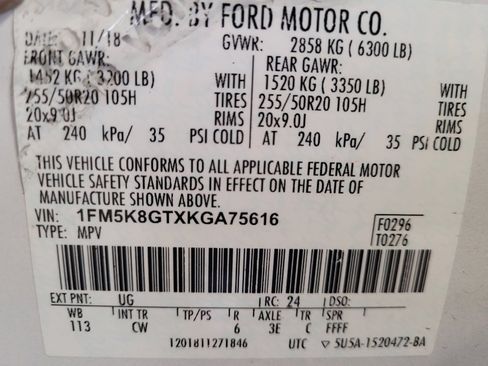 MFD. BY FORD MOTOR CO.
DATE: 11/18 GVWR: 2858 KG ( 6300 LB)
FRONT GAWR: REAR GAWR:
1452 KG ( 3200 LB) WITH 1520 KG ( 3350 LB) WITH
255/50R20 105H TIRES 255/50R20 105H TIRES
20x9.0J RIMS 20x9.0J RIMS
AT 240 kPa/ 35 PSI COLD AT 240 kPa/ 35 PSI COLD
THIS VEHICLE CONFORMS TO ALL APPLICABLE FEDERAL MOTOR
VEHICLE SAFETY STANDARDS IN EFFECT ON THE DATE OF
MANUFACTURE SHOWN ABOVE.
VIN: 1FM5K8GTXKGA75616 F0296
TYPE: MPV T0276
EXT PNT: UG RC: 24 DSO:
WB INT TR TP/PS R AXLE TR SPR
113 CW 6 3E C FFFF
1201811271846 UTC ▽ 5U5A-1520472-BA